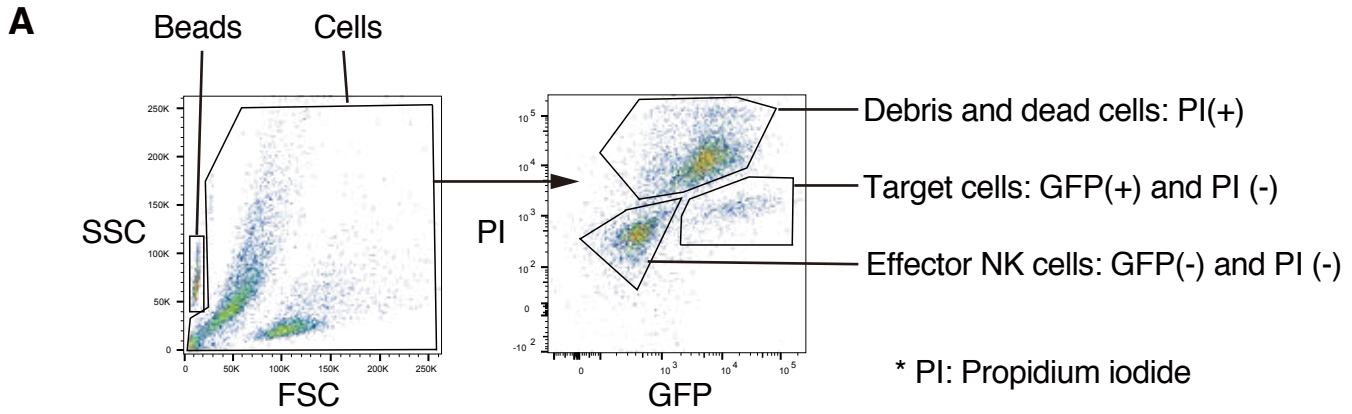 A
Beads Cells
250K
200K
150K
100K
50K
0
SSC
0 50K 100K 150K 200K 250K
FSC
10 5
10 4
10 3
10 2
0
-10 2
PI
0 10 3 10 4 10 5
GFP
Debris and dead cells: PI(+)
Target cells: GFP(+) and PI (-)
Effector NK cells: GFP(-) and PI (-)
* PI: Propidium iodide